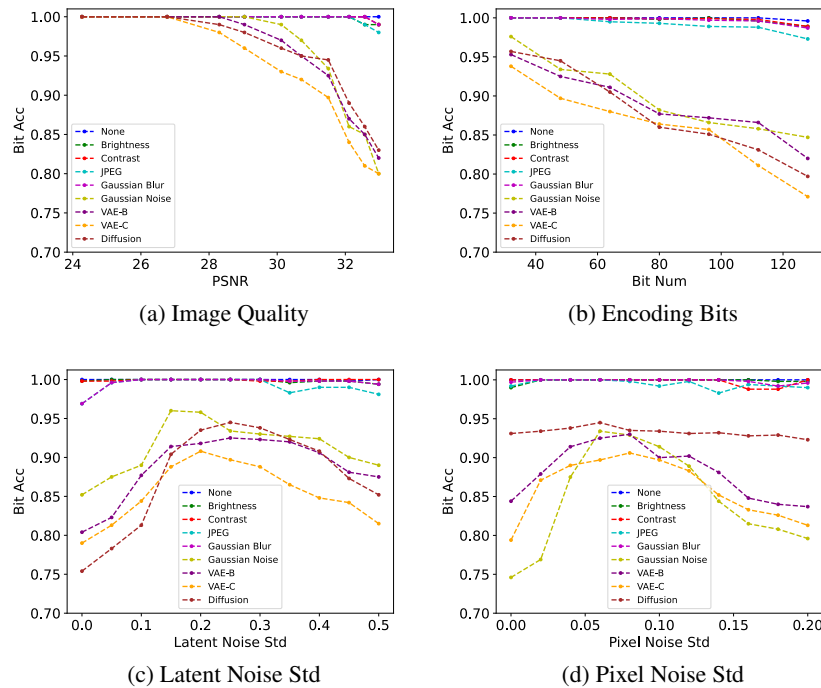 1.00
0.95
0.90
0.85
0.80
0.75
0.70
Bit Acc
None
Brightness
Contrast
JPEG
Gaussian Blur
Gaussian Noise
VAE-B
VAE-C
Diffusion
24 26 28 30 32
PSNR
(a) Image Quality
1.00
0.95
0.90
0.85
0.80
0.75
0.70
Bit Acc
None
Brightness
Contrast
JPEG
Gaussian Blur
Gaussian Noise
VAE-B
VAE-C
Diffusion
40 60 80 100 120
Bit Num
(b) Encoding Bits
1.00
0.95
0.90
0.85
0.80
0.75
0.70
Bit Acc
None
Brightness
Contrast
JPEG
Gaussian Blur
Gaussian Noise
VAE-B
VAE-C
Diffusion
0.0 0.1 0.2 0.3 0.4 0.5
Latent Noise Std
(c) Latent Noise Std
1.00
0.95
0.90
0.85
0.80
0.75
0.70
Bit Acc
None
Brightness
Contrast
JPEG
Gaussian Blur
Gaussian Noise
VAE-B
VAE-C
Diffusion
0.00 0.05 0.10 0.15 0.20
Pixel Noise Std
(d) Pixel Noise Std